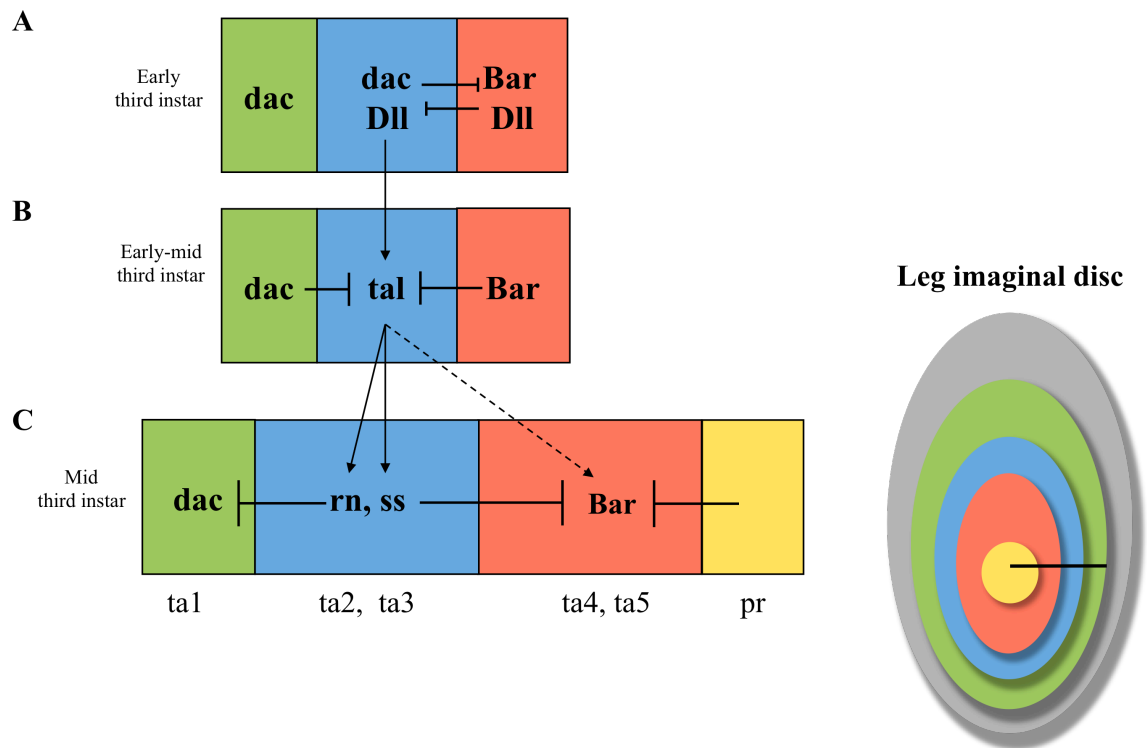 A
Early
third instar
dac
dac
Bar
Dll
Dll
B
Early-mid
third instar
dac
tal
Bar
Leg imaginal disc
C
Mid
third instar
dac
rn, ss
Bar
ta1
ta2, ta3
ta4, ta5
pr